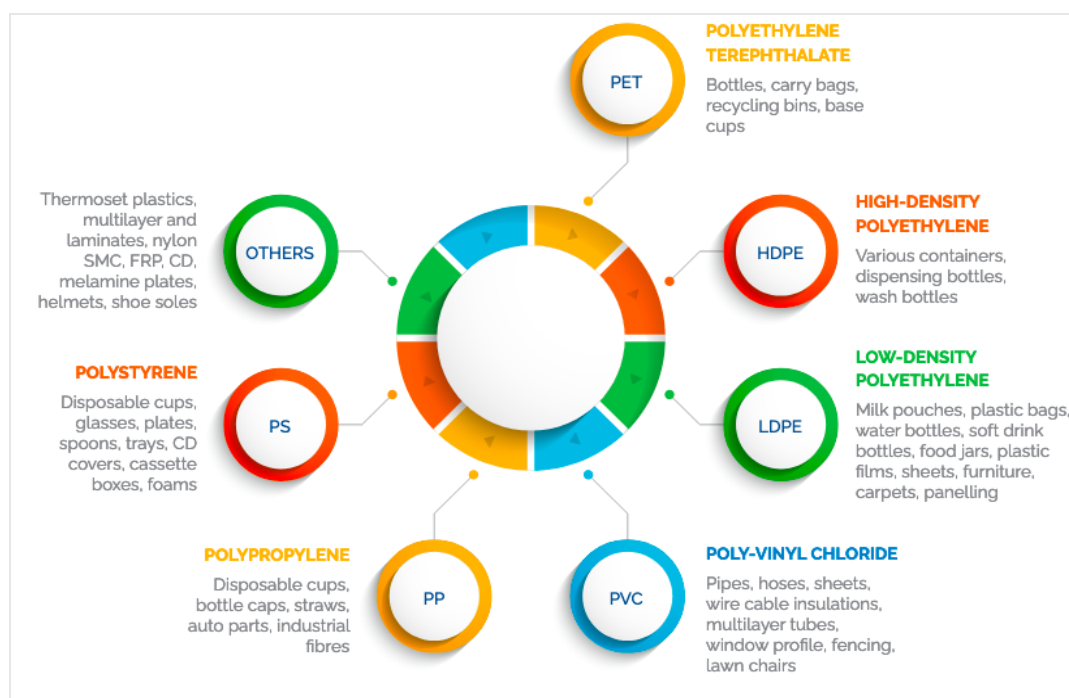 POLYETHYLENE
TEREPHTHALATE
PET
Bottles, carry bags,
recycling bins, base
cups
HIGH-DENSITY
POLYETHYLENE
HDPE
Various containers,
dispensing bottles,
wash bottles
LOW-DENSITY
POLYETHYLENE
LDPE
Milk pouches, plastic bags,
water bottles, soft drink
bottles, food jars, plastic
films, sheets, furniture,
carpets, panelling
POLY-VINYL CHLORIDE
PVC
Pipes, hoses, sheets,
wire cable insulations,
multilayer tubes,
window profile, fencing,
lawn chairs
POLYPROPYLENE
PP
Disposable cups,
bottle caps, straws,
auto parts, industrial
fibres
POLYSTYRENE
PS
Disposable cups,
glasses, plates,
spoons, trays, CD
covers, cassette
boxes, foams
OTHERS
Thermoset plastics,
multilayer and
laminates, nylon
SMC, FRP, CD,
melamine plates,
helmets, shoe soles